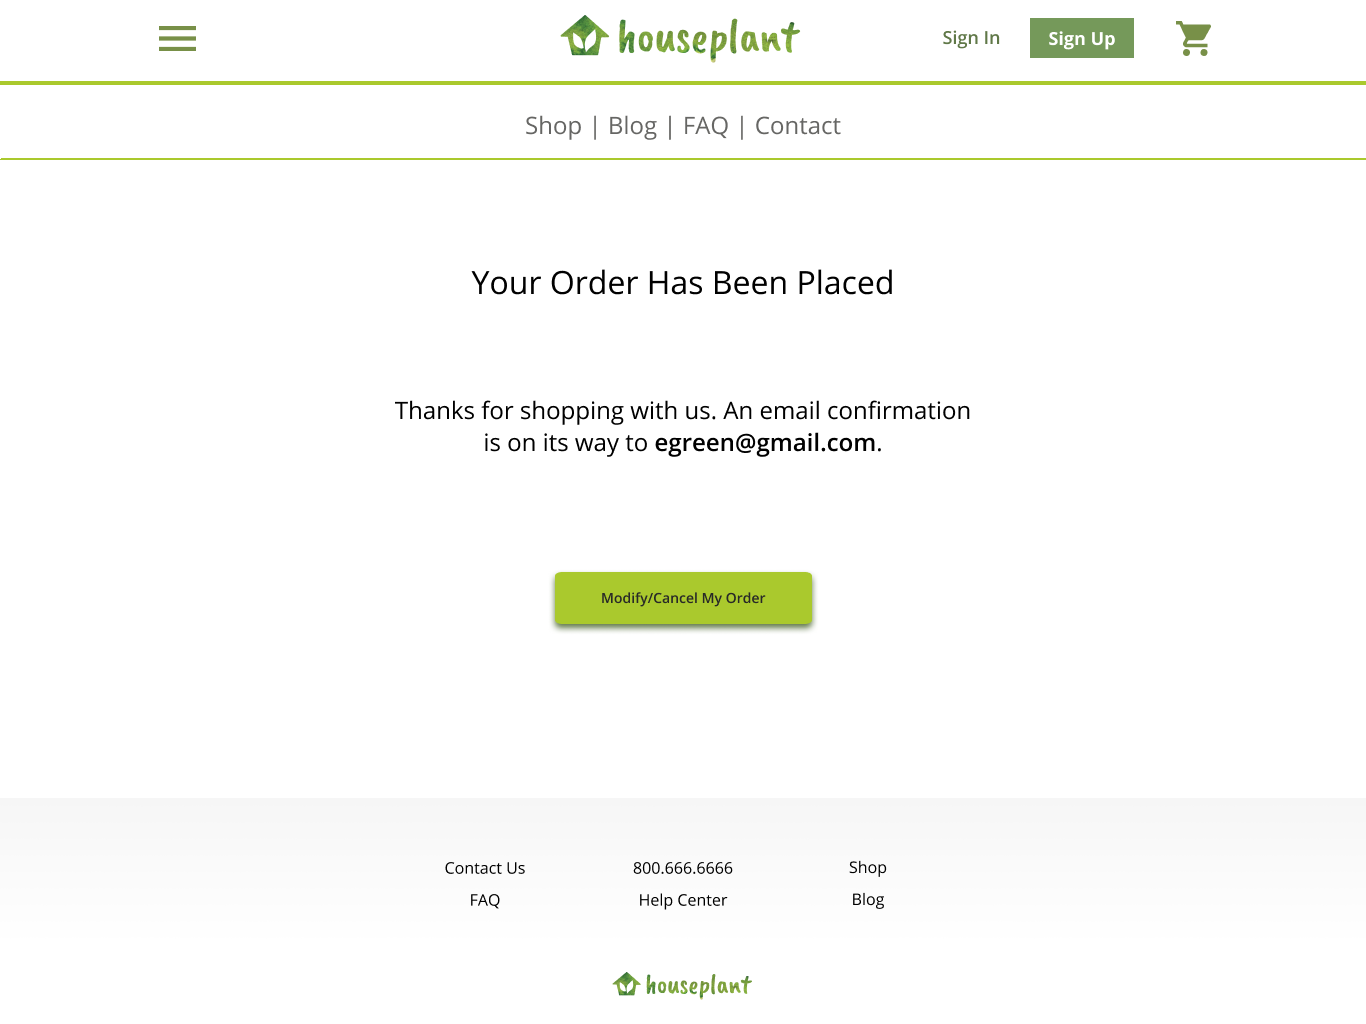 houseplant
Sign In
Sign Up
Shop | Blog | FAQ | Contact
Your Order Has Been Placed
Thanks for shopping with us. An email confirmation
is on its way to egreen@gmail.com.
Modify/Cancel My Order
Contact Us
800.666.6666
Shop
FAQ
Help Center
Blog
houseplant